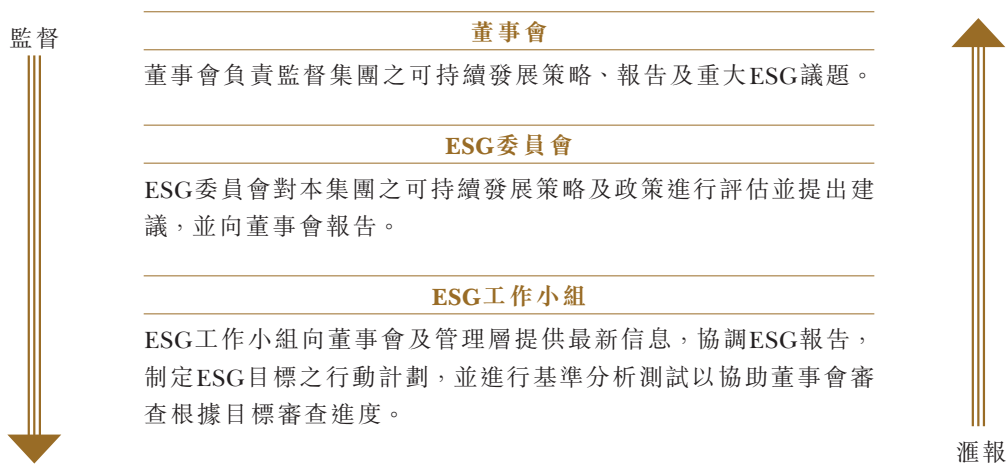 監督
董事會
董事會負責監督集團之可持續發展策略、報告及重大ESG議題。
ESG委員會
ESG委員會對本集團之可持續發展策略及政策進行評估並提出建
議，並向董事會報告。
ESG工作小組
ESG工作小組向董事會及管理層提供最新信息，協調ESG報告，
制定ESG目標之行動計劃，並進行基準分析測試以協助董事會審
查根據目標審查進度。
滙報